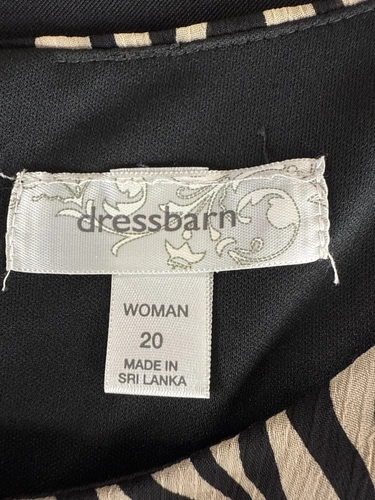 dressbarn
WOMAN
20
MADE IN
SRI LANKA